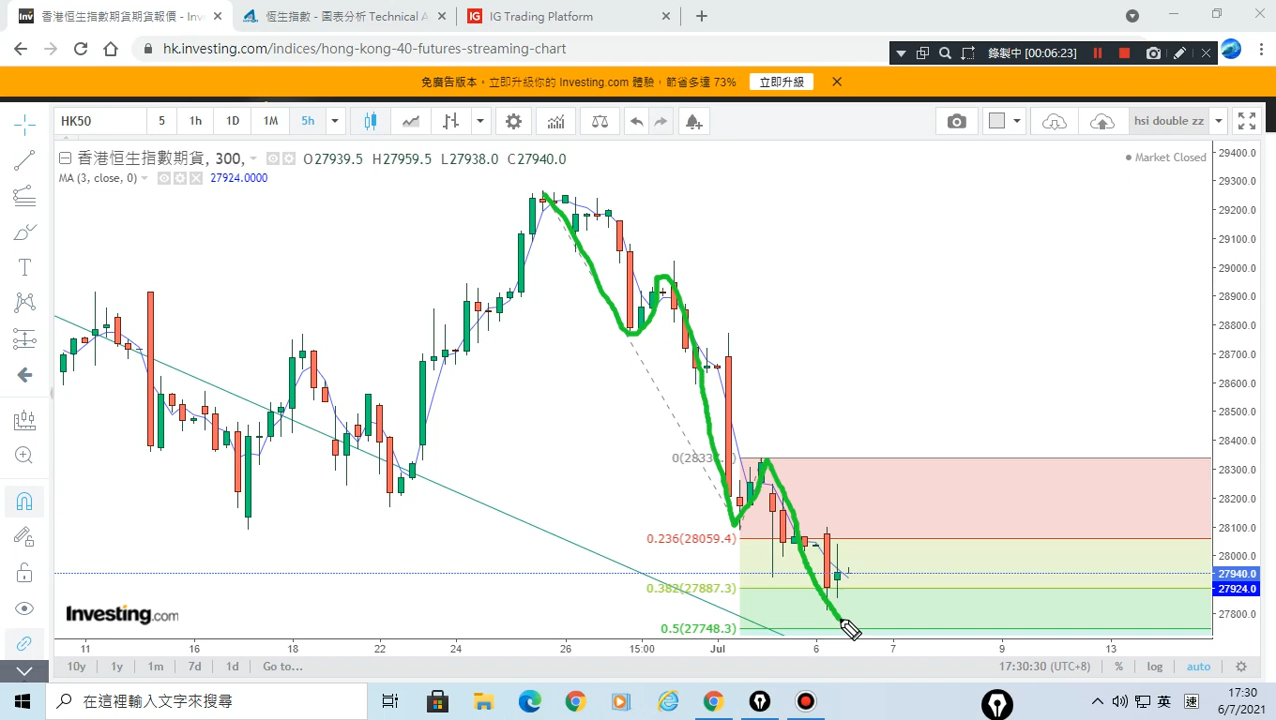 香港恒生指數期貨期貨報價 - Inv
恆生指數 - 圖表分析 Technical A
IG Trading Platform
hk.investing.com/indices/hong-kong-40-futures-streaming-chart
錄製中 [00:06:23]
免廣告版本。立即升級你的 Investing.com 體驗，節省多達 73%
立即升級
HK50
5
1h
1D
1M
5h
hsi double zz
香港恒生指數期貨, 300,
O27939.5 H27959.5 L27938.0 C27940.0
Market Closed
MA (3, close, 0)
27924.0000
29400.0
29300.0
29200.0
29100.0
29000.0
28900.0
28800.0
28700.0
28600.0
28500.0
28400.0
28300.0
28200.0
28100.0
28000.0
27940.0
27924.0
27800.0
0.236(28059.4)
0.382(27887.3)
0.5(27748.3)
Investing.com
11 16 18 22 24 26 15:00 Jul 6 7 9 13
10y 1y 1m 7d 1d Go to...
17:30:30 (UTC+8) % log auto
在這裡輸入文字來搜尋
英
17:30
6/7/2021